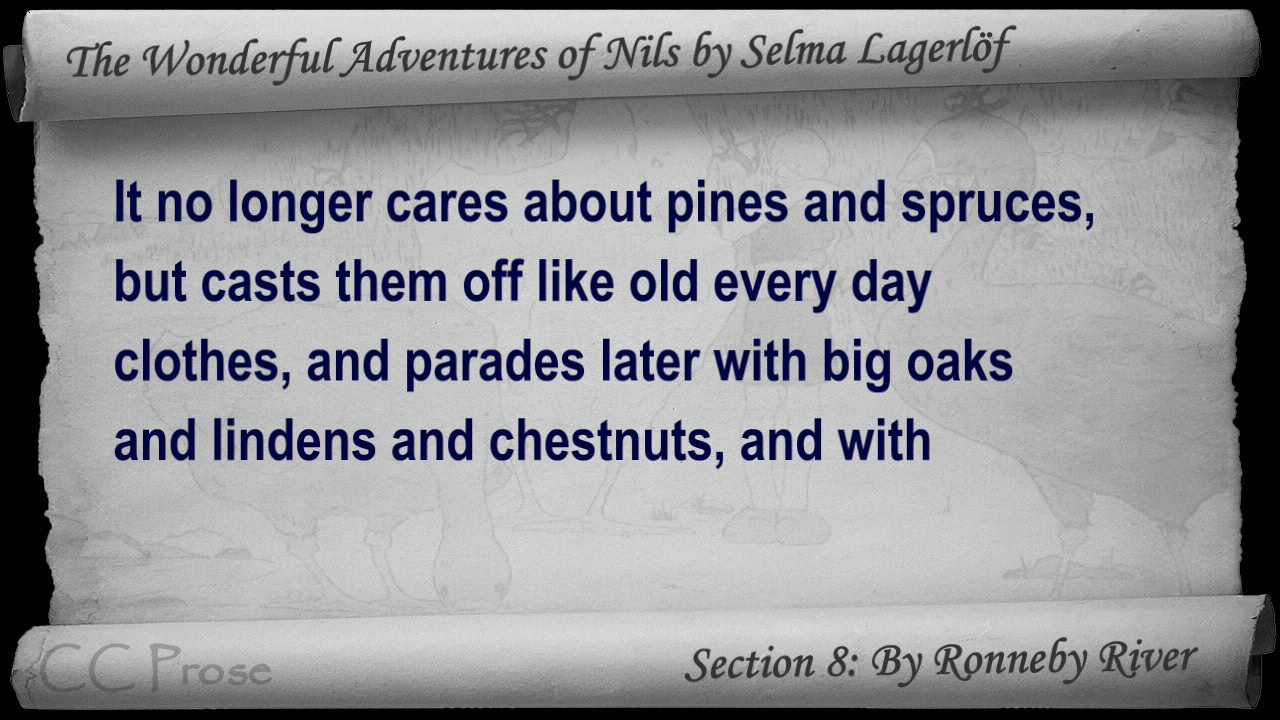 The Wonderful Adventures of Nils by Selma Lagerlöf
It no longer cares about pines and spruces,
but casts them off like old every day
clothes, and parades later with big oaks
and lindens and chestnuts, and with
CC Prose
Section 8: By Ronneby River